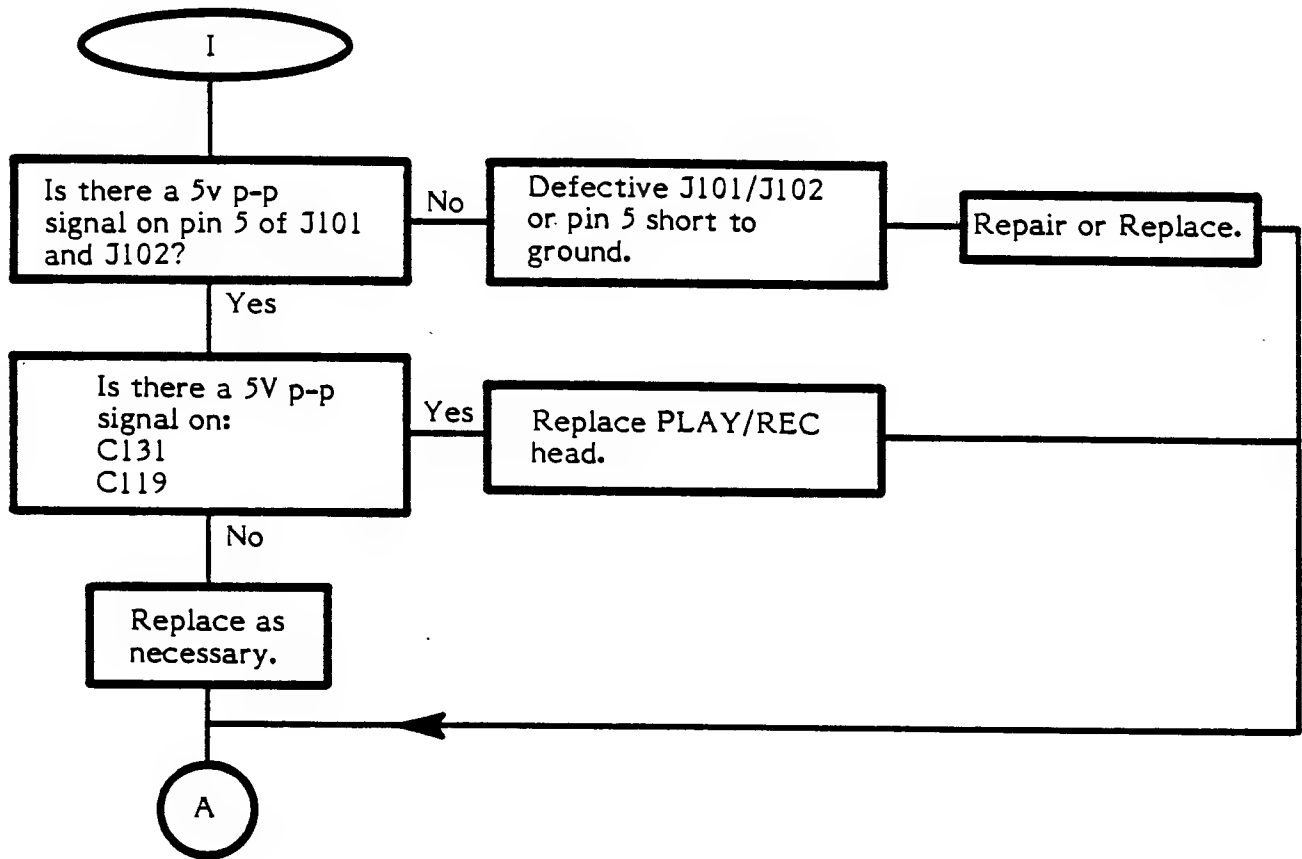 I
Is there a 5v p-p
signal on pin 5 of J101
and J102?
No
Defective J101/J102
or pin 5 short to
ground.
Repair or Replace.
Yes
Is there a 5V p-p
signal on:
C131
C119
Yes
Replace PLAY/REC
head.
No
Replace as
necessary.
A